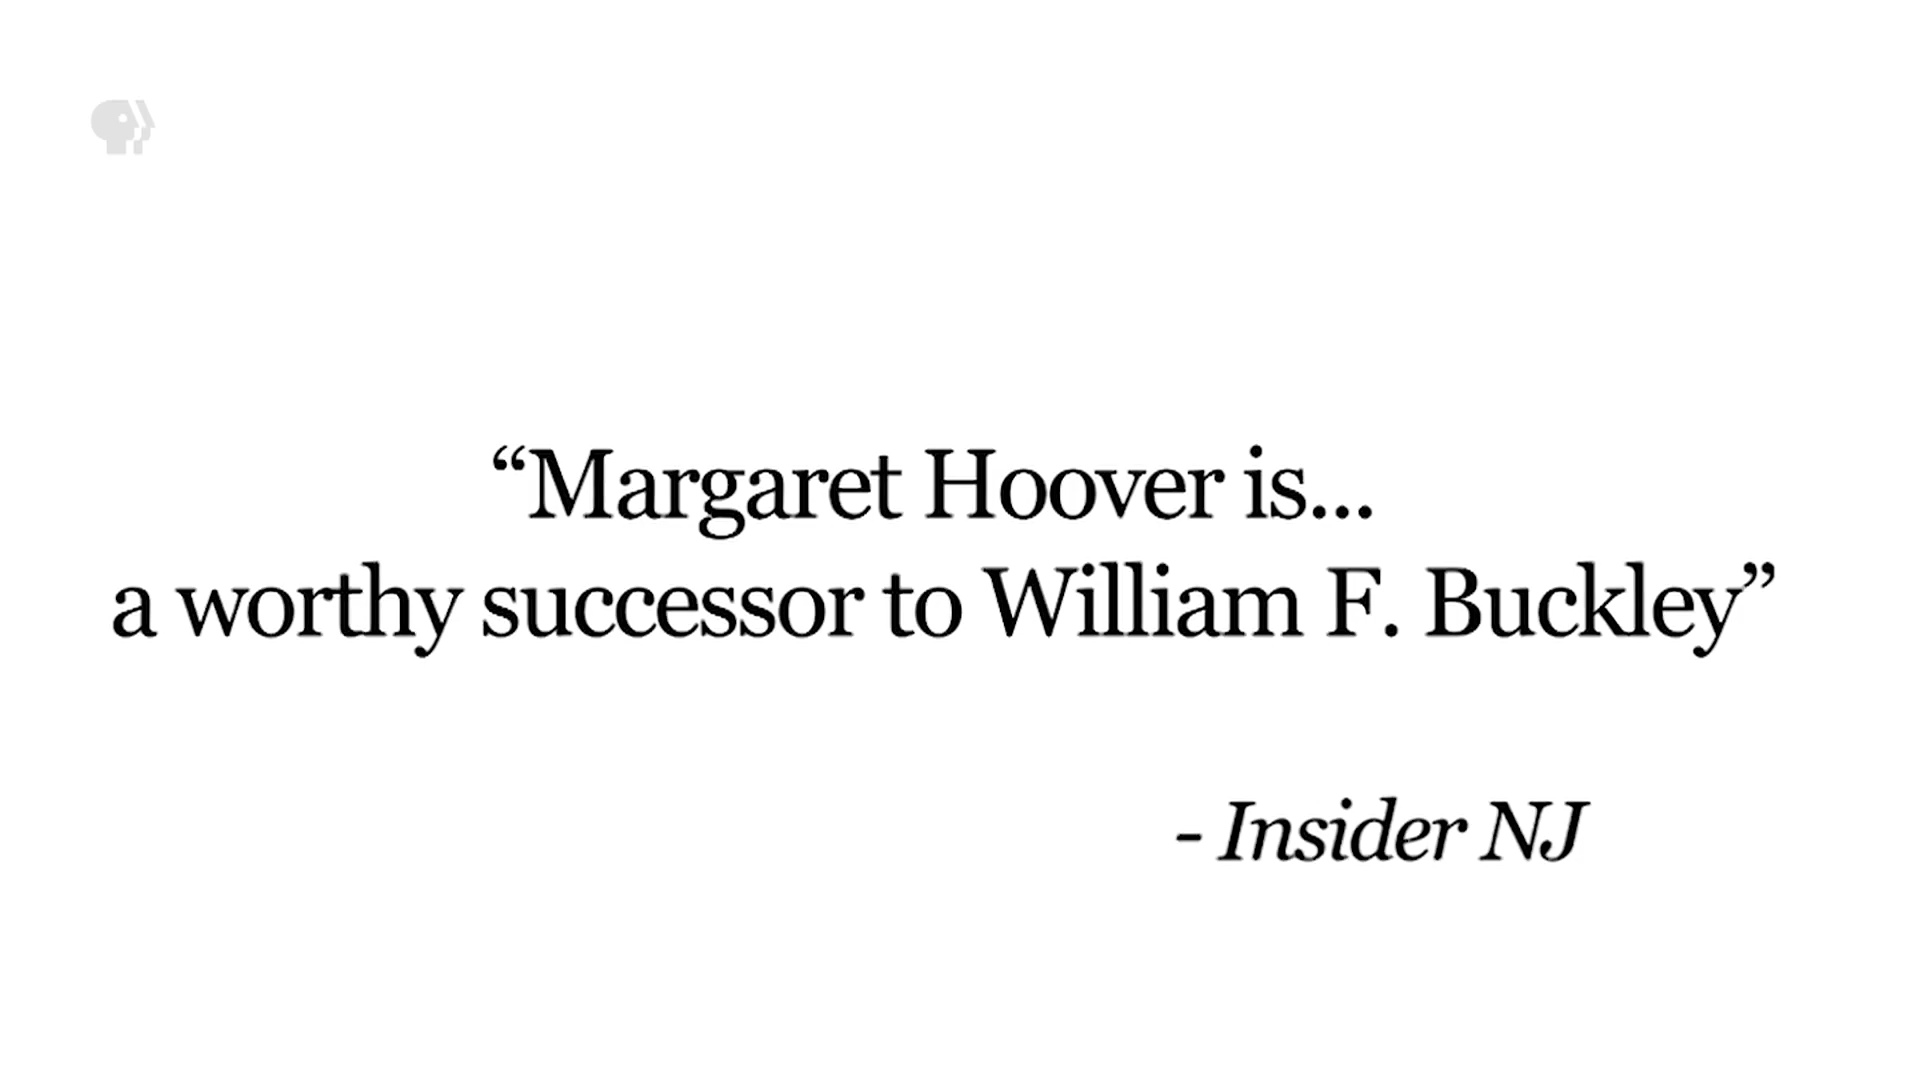 “Margaret Hoover is...
a worthy successor to William F. Buckley”
- Insider NJ